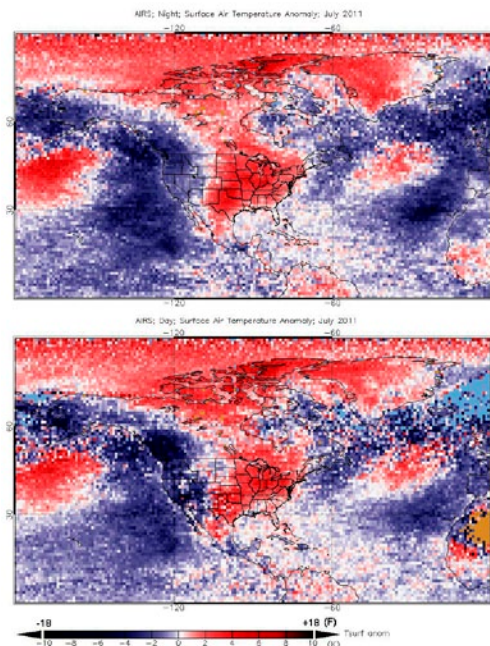 AIRS; Night; Surface Air Temperature Anomaly; July 2011
-120 -60
60
30
-120 -60
AIRS; Day; Surface Air Temperature Anomaly; July 2011
-120 -60
60
30
-120 -60
-18 +18 (F)
Tsurf anom
-10 -8 -6 -4 -2 0 2 4 6 8 10